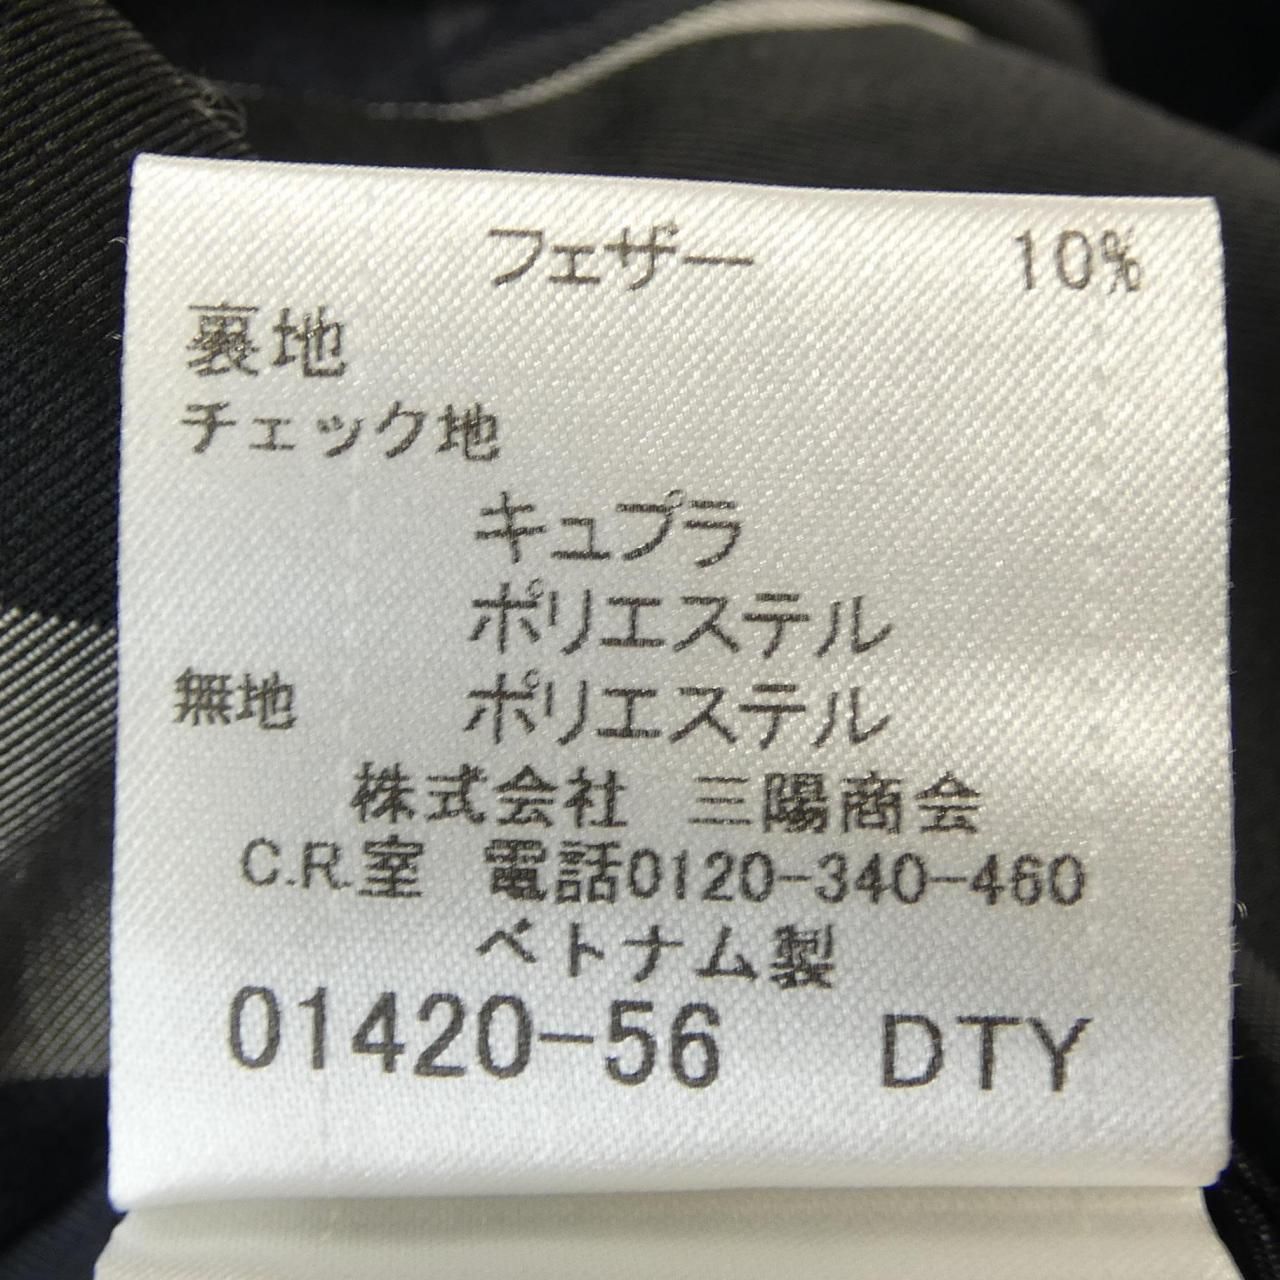 フェザー 10%
裏地
チェック地
キュプラ
ポリエステル
無地 ポリエステル
株式会社 三陽商会
C.R.室 電話0120-340-460
ベトナム製
01420-56 DTY